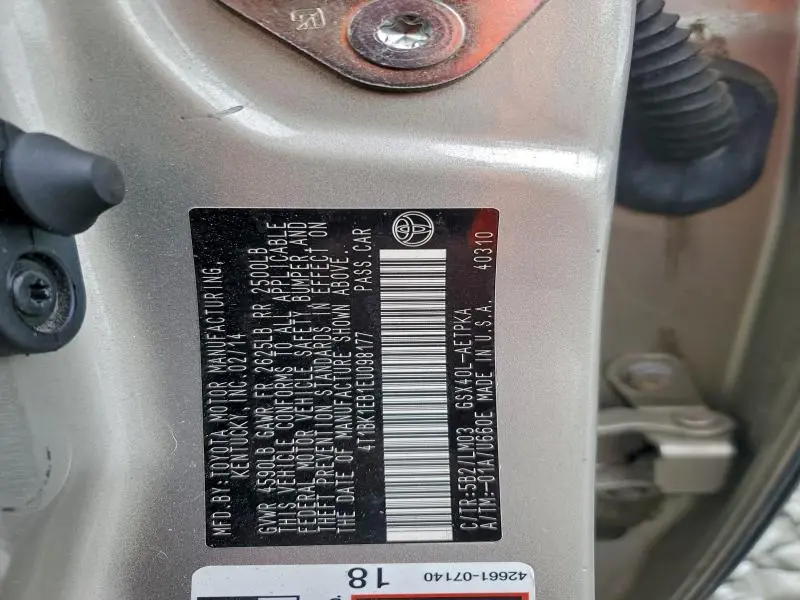 MFD.BY: TOYOTA MOTOR MANUFACTURING,
KENTUCKY, INC. 02/14
GVWR 4590LB GAWR FR 2625LB RR 2500LB
THIS VEHICLE CONFORMS TO ALL APPLICABLE
FEDERAL MOTOR VEHICLE SAFETY, BUMPER, AND
THEFT PREVENTION STANDARDS IN EFFECT ON
THE DATE OF MANUFACTURE SHOWN ABOVE.
4T1BK1EB1EU098177 PASS.CAR
C/TR:5B2/LM03 GSX40L-AETPKA
A/TM:-01A/U660E MADE IN U.S.A. 40310
42661-07140
18